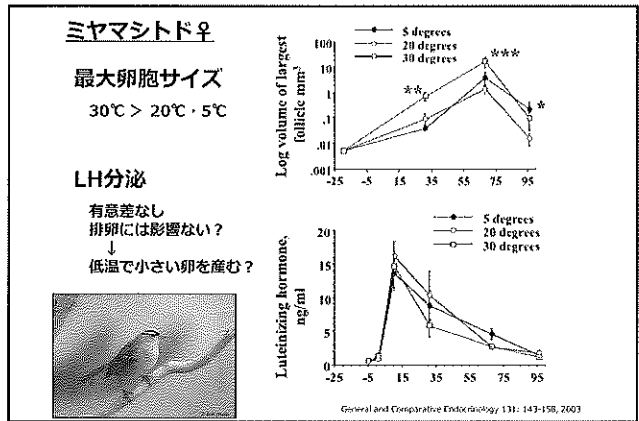 ミヤマシトド♀
最大卵胞サイズ
30℃ > 20℃・5℃
LH分泌
有意差なし
排卵には影響ない?
↓
低温で小さい卵を産む?
5 degrees
20 degrees
30 degrees
Log volume of largest
follicle mm³
100
10
1
.1
.01
.001
**
***
*
-25
-5
15
35
55
75
95
5 degrees
20 degrees
30 degrees
Luteinizing hormone,
ng/ml
20
15
10
5
0
-25
-5
15
35
55
75
95
General and Comparative Endocrinology 131: 143-158, 2003